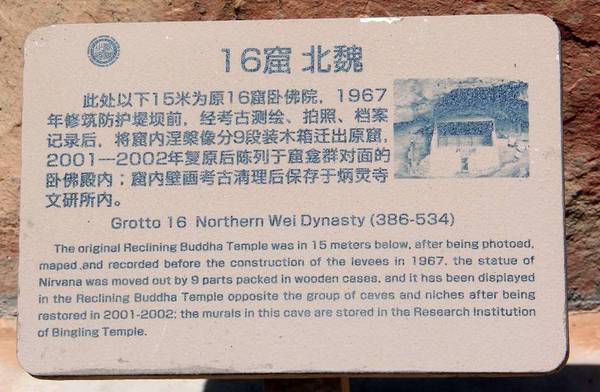 16窟 北魏
此处以下15米为原16窟卧佛院，1967
年修筑防护堤坝前，经考古测绘、拍照、档案
记录后，将窟内涅槃像分9段装木箱迁出原窟，
2001—2002年复原后陈列于窟龛群对面的
卧佛殿内；窟内壁画考古清理后保存于炳灵寺
文研所内。
Grotto 16 Northern Wei Dynasty (386-534)
The original Reclining Buddha Temple was in 15 meters below, after being photoed,
maped and recorded before the construction of the levees in 1967, the statue of
Nirvana was moved out by 9 parts packed in wooden cases, and it has been displayed
in the Reclining Buddha Temple opposite the group of caves and niches after being
restored in 2001-2002; the murals in this cave are stored in the Research Institution
of Bingling Temple.